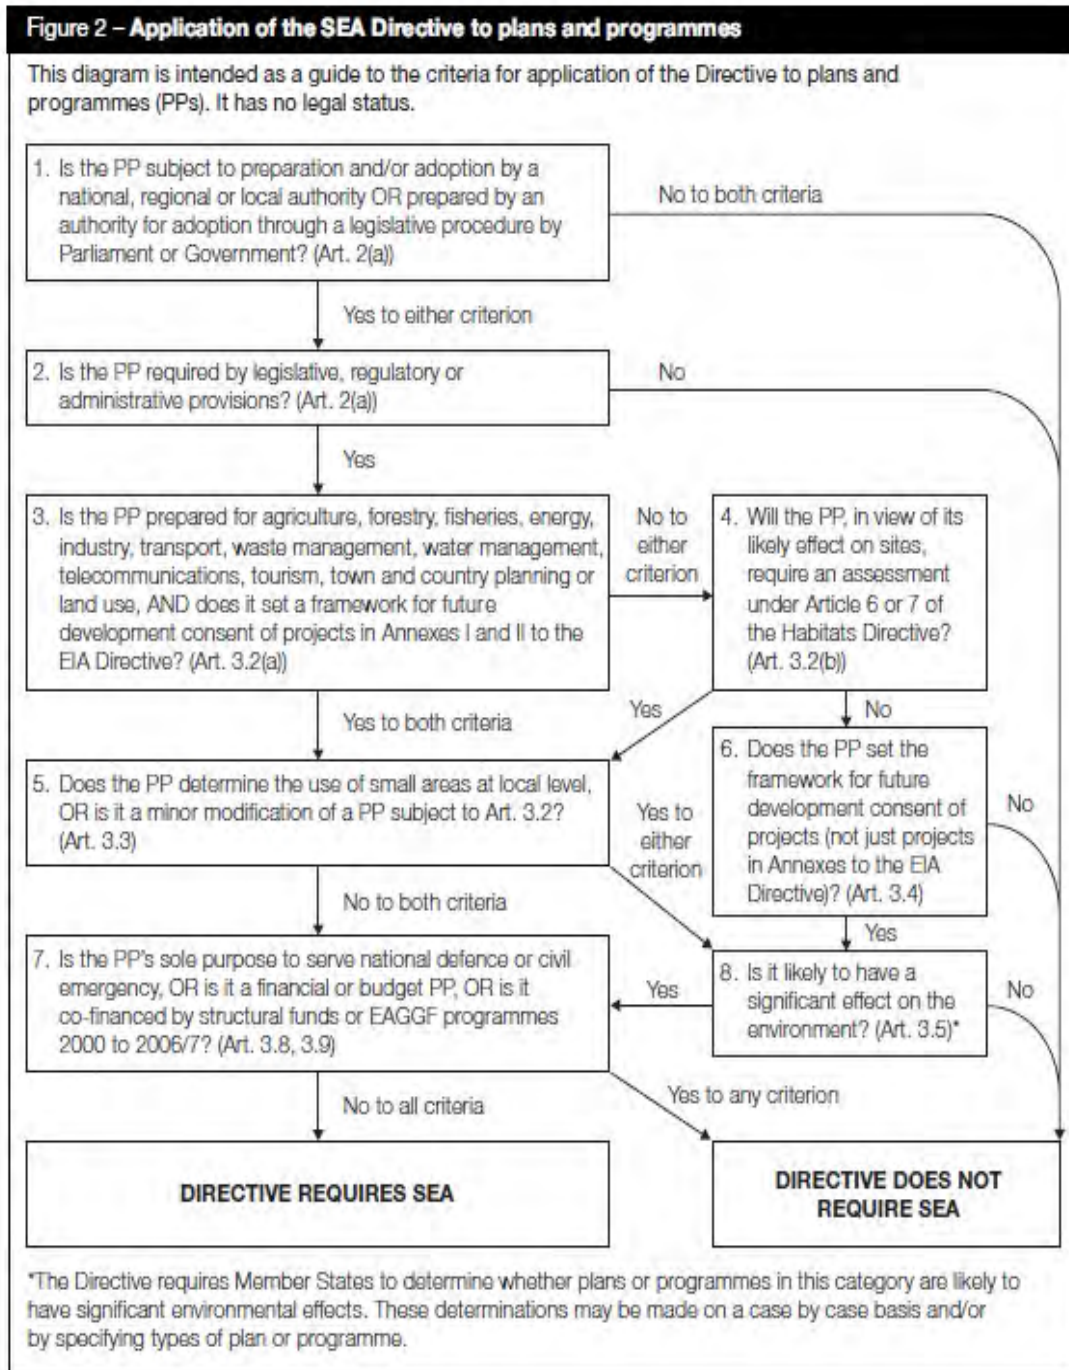 Figure 2 – Application of the SEA Directive to plans and programmes
This diagram is intended as a guide to the criteria for application of the Directive to plans and
programmes (PPs). It has no legal status.
1. Is the PP subject to preparation and/or adoption by a
national, regional or local authority OR prepared by an
authority for adoption through a legislative procedure by
Parliament or Government? (Art. 2(a))
No to both criteria
Yes to either criterion
2. Is the PP required by legislative, regulatory or
administrative provisions? (Art. 2(a))
No
Yes
3. Is the PP prepared for agriculture, forestry, fisheries, energy,
industry, transport, waste management, water management,
telecommunications, tourism, town and country planning or
land use, AND does it set a framework for future
development consent of projects in Annexes I and II to the
EIA Directive? (Art. 3.2(a))
No to
either
criterion
4. Will the PP, in view of its
likely effect on sites,
require an assessment
under Article 6 or 7 of
the Habitats Directive?
(Art. 3.2(b))
Yes to both criteria
Yes
No
5. Does the PP determine the use of small areas at local level,
OR is it a minor modification of a PP subject to Art. 3.2?
(Art. 3.3)
Yes to
either
criterion
6. Does the PP set the
framework for future
development consent of
projects (not just projects
in Annexes to the EIA
Directive)? (Art. 3.4)
No
No to both criteria
Yes
7. Is the PP's sole purpose to serve national defence or civil
emergency, OR is it a financial or budget PP, OR is it
co-financed by structural funds or EAGGF programmes
2000 to 2006/7? (Art. 3.8, 3.9)
Yes
8. Is it likely to have a
significant effect on the
environment? (Art. 3.5)*
No
No to all criteria
Yes to any criterion
DIRECTIVE REQUIRES SEA
DIRECTIVE DOES NOT
REQUIRE SEA
*The Directive requires Member States to determine whether plans or programmes in this category are likely to
have significant environmental effects. These determinations may be made on a case by case basis and/or
by specifying types of plan or programme.